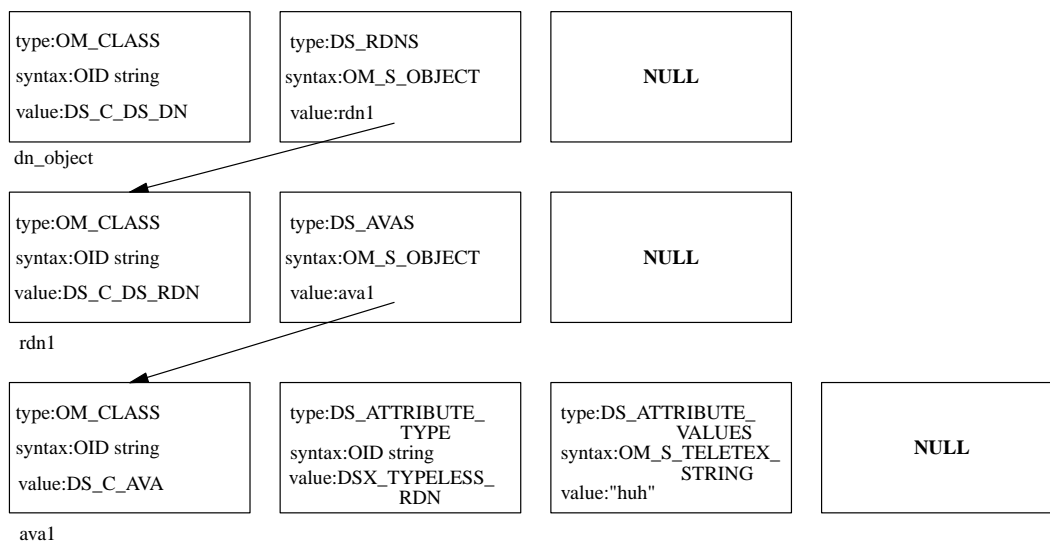 type:OM_CLASS
syntax:OID string
value:DS_C_DS_DN
type:DS_RDNS
syntax:OM_S_OBJECT
value:rdn1
NULL
dn_object
type:OM_CLASS
syntax:OID string
value:DS_C_DS_RDN
type:DS_AVAS
syntax:OM_S_OBJECT
value:ava1
NULL
rdn1
type:OM_CLASS
syntax:OID string
value:DS_C_AVA
type:DS_ATTRIBUTE_
TYPE
syntax:OID string
value:DSX_TYPELESS_
RDN
type:DS_ATTRIBUTE_
VALUES
syntax:OM_S_TELETEX_
STRING
value:"huh"
NULL
ava1